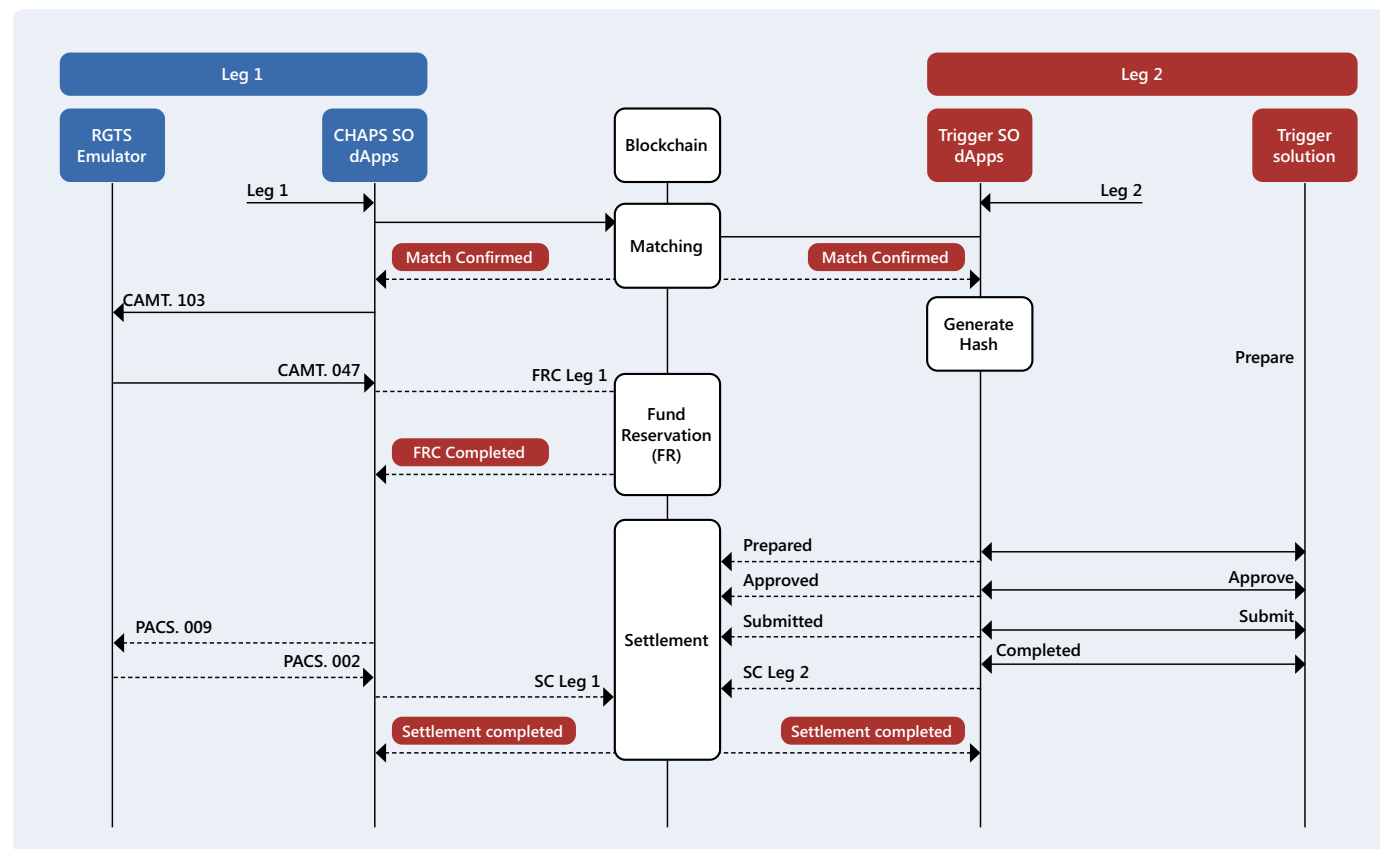 Leg 1
Leg 2
RGTS
Emulator
CHAPS SO
dApps
Blockchain
Trigger SO
dApps
Trigger
solution
Leg 1
Leg 2
Matching
Match Confirmed
Match Confirmed
CAMT. 103
Generate
Hash
Prepare
CAMT. 047
FRC Leg 1
Fund
Reservation
(FR)
FRC Completed
Prepared
Approved
Approve
Submitted
Submit
PACS. 009
Settlement
Completed
PACS. 002
SC Leg 1
SC Leg 2
Settlement completed
Settlement completed